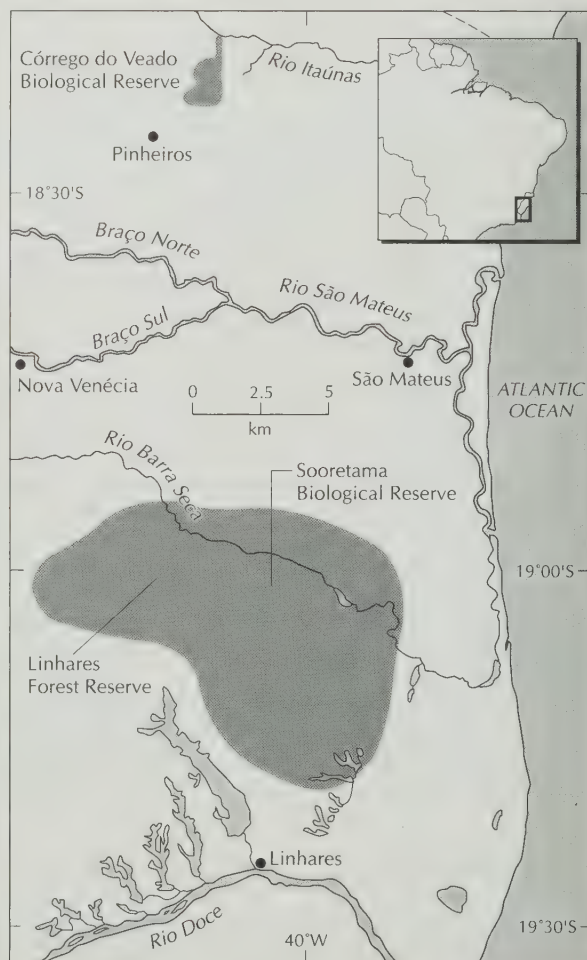 Córrego do Veado
Biological Reserve
Rio Itaúnas
Pinheiros
18°30'S
Braço Norte
Rio São Mateus
Braço Sul
Nova Venécia
São Mateus
ATLANTIC
OCEAN
0 2.5 5
km
Rio Barra Seca
Sooretama
Biological Reserve
19°00'S
Linhares
Forest Reserve
Linhares
Rio Doce
40°W
19°30'S